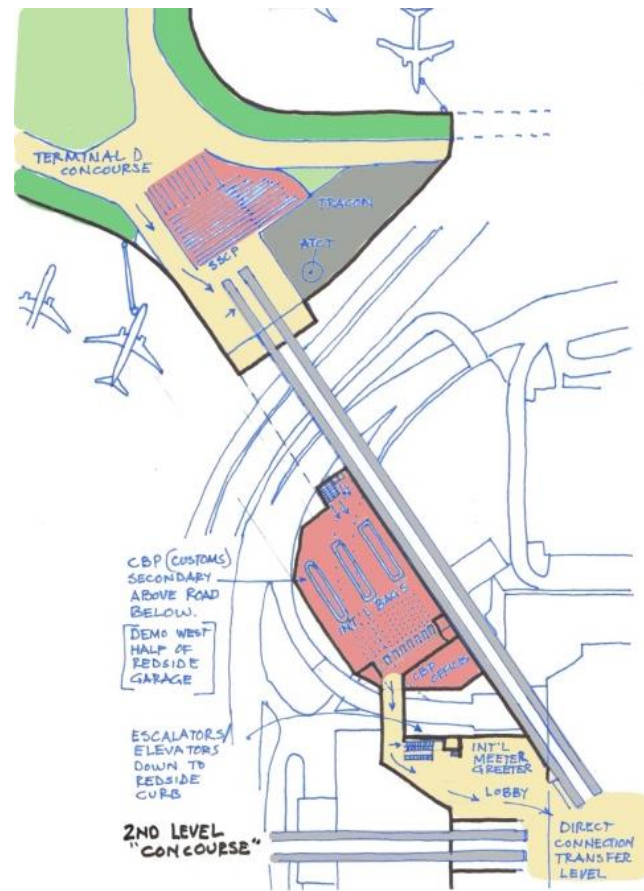 TERMINAL D
CONCOURSE
TRACON
SSCP
ATCT
CBP (CUSTOMS)
SECONDARY
ABOVE ROAD
BELOW.
[DEMO WEST
HALF OF
REDSIDE
GARAGE]
INT'L BAGS
CBP OFFICES
ESCALATORS/
ELEVATORS
DOWN TO
REDSIDE
CURB
INT'L
MEETER
GREETER
LOBBY
2ND LEVEL
"CONCOURSE"
DIRECT
CONNECTION
TRANSFER
LEVEL